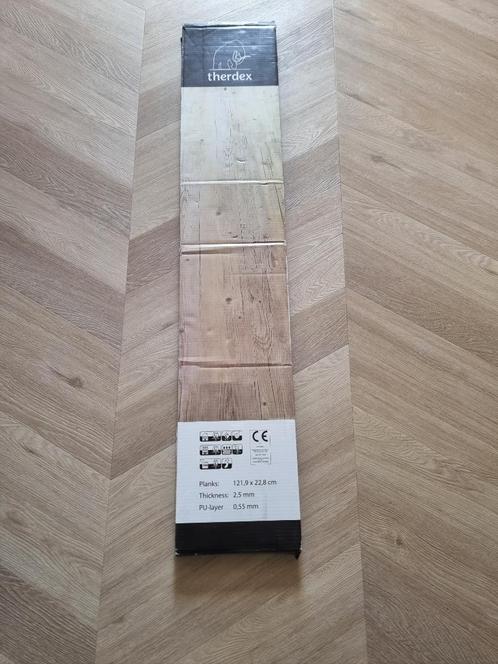 therdex
CE
Planks: 121,9 x 22,8 cm
Thickness: 2,5 mm
PU-layer 0,55 mm